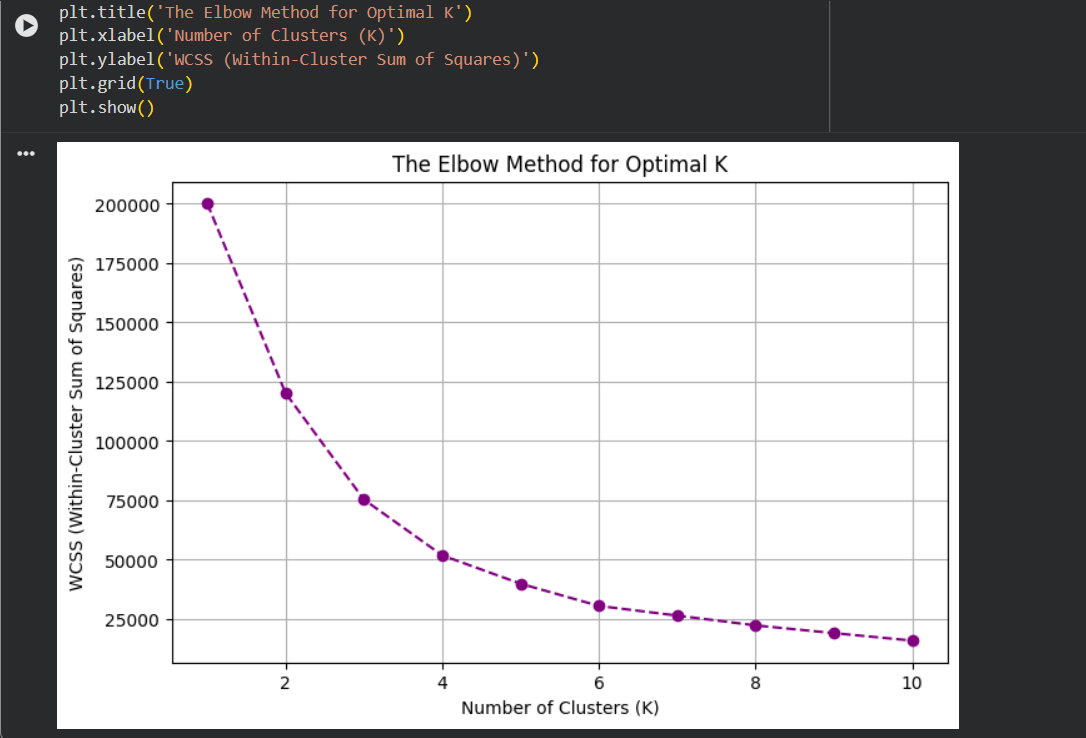 plt.title('The Elbow Method for Optimal K')
plt.xlabel('Number of Clusters (K)')
plt.ylabel('WCSS (Within-Cluster Sum of Squares)')
plt.grid(True)
plt.show()
The Elbow Method for Optimal K
WCSS (Within-Cluster Sum of Squares)
200000
175000
150000
125000
100000
75000
50000
25000
2 4 6 8 10
Number of Clusters (K)